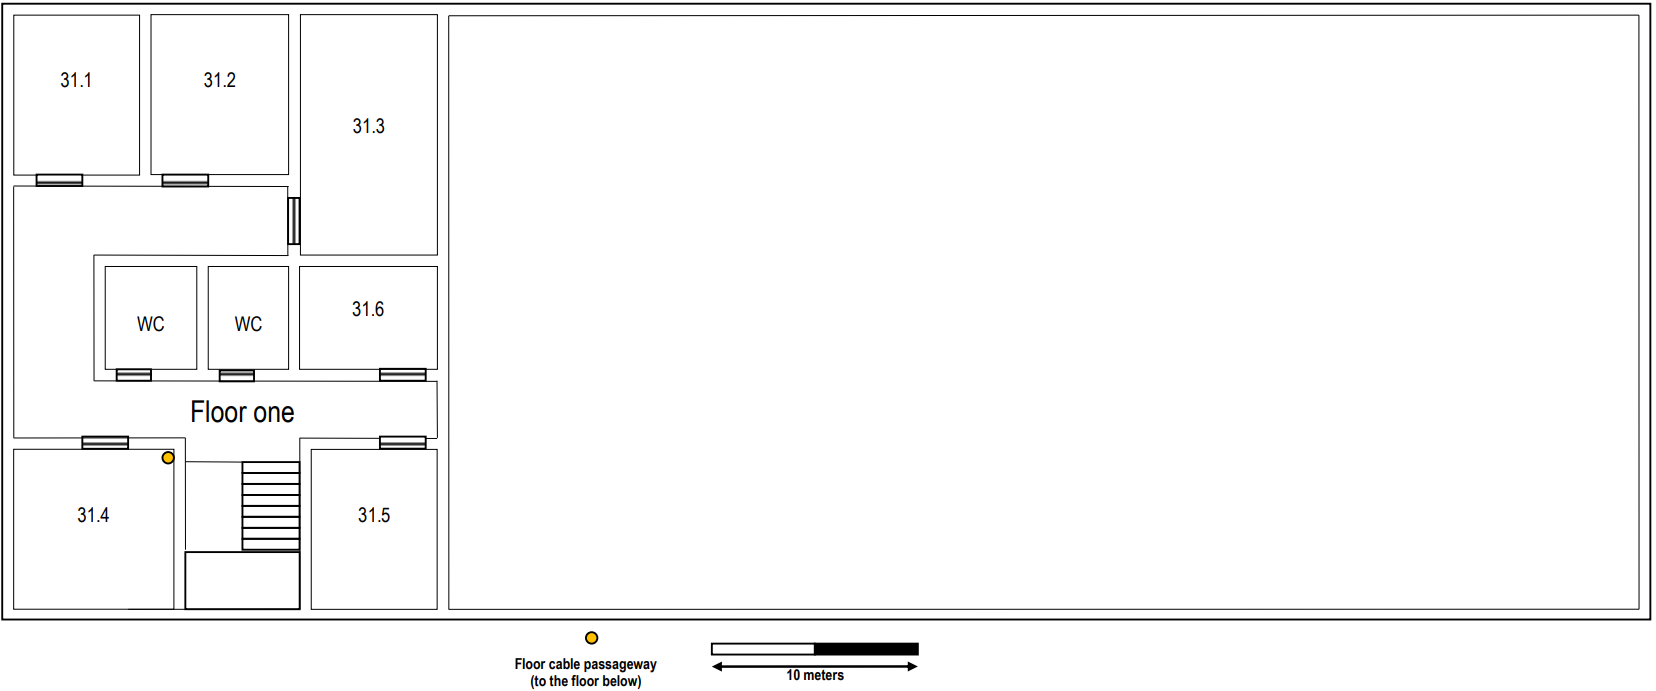 31.1
31.2
31.3
31.6
WC
WC
Floor one
31.4
31.5
Floor cable passageway
(to the floor below)
10 meters